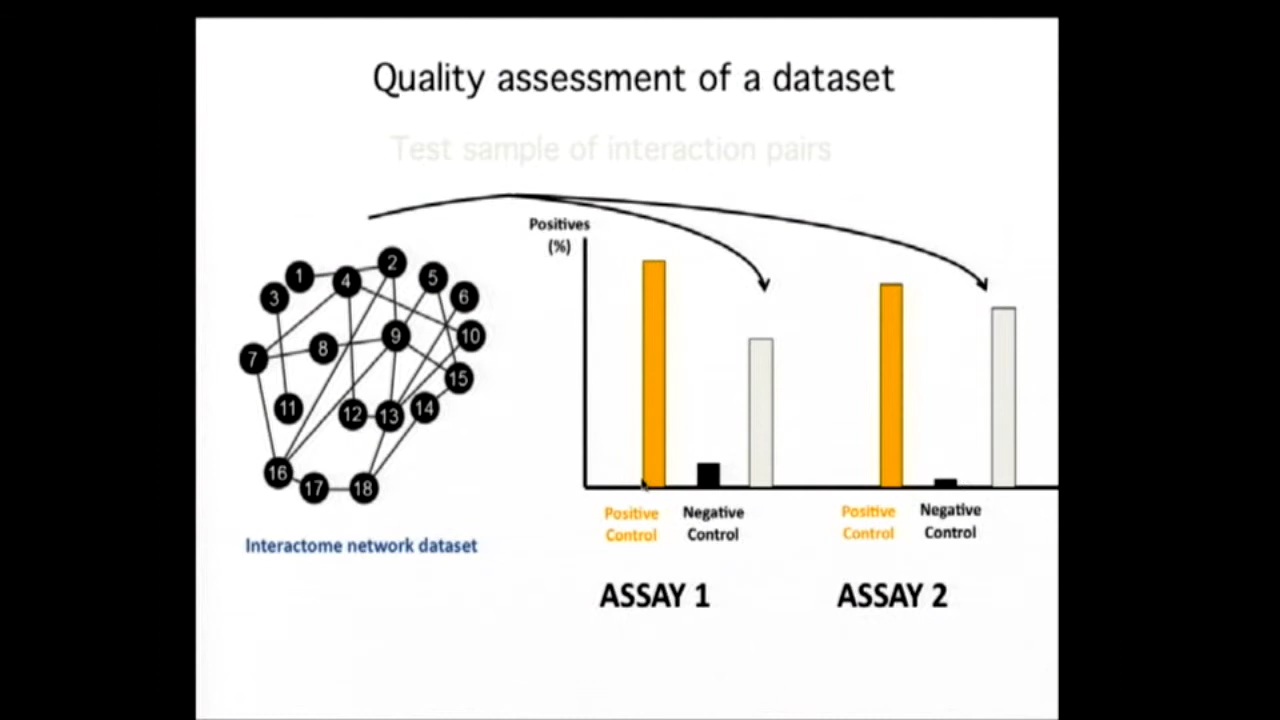 Quality assessment of a dataset
Test sample of interaction pairs
Positives
(%)
1
2
3
4
5
6
7
8
9
10
11
12
13
14
15
16
17
18
Interactome network dataset
Positive Control
Negative Control
Positive Control
Negative Control
ASSAY 1
ASSAY 2